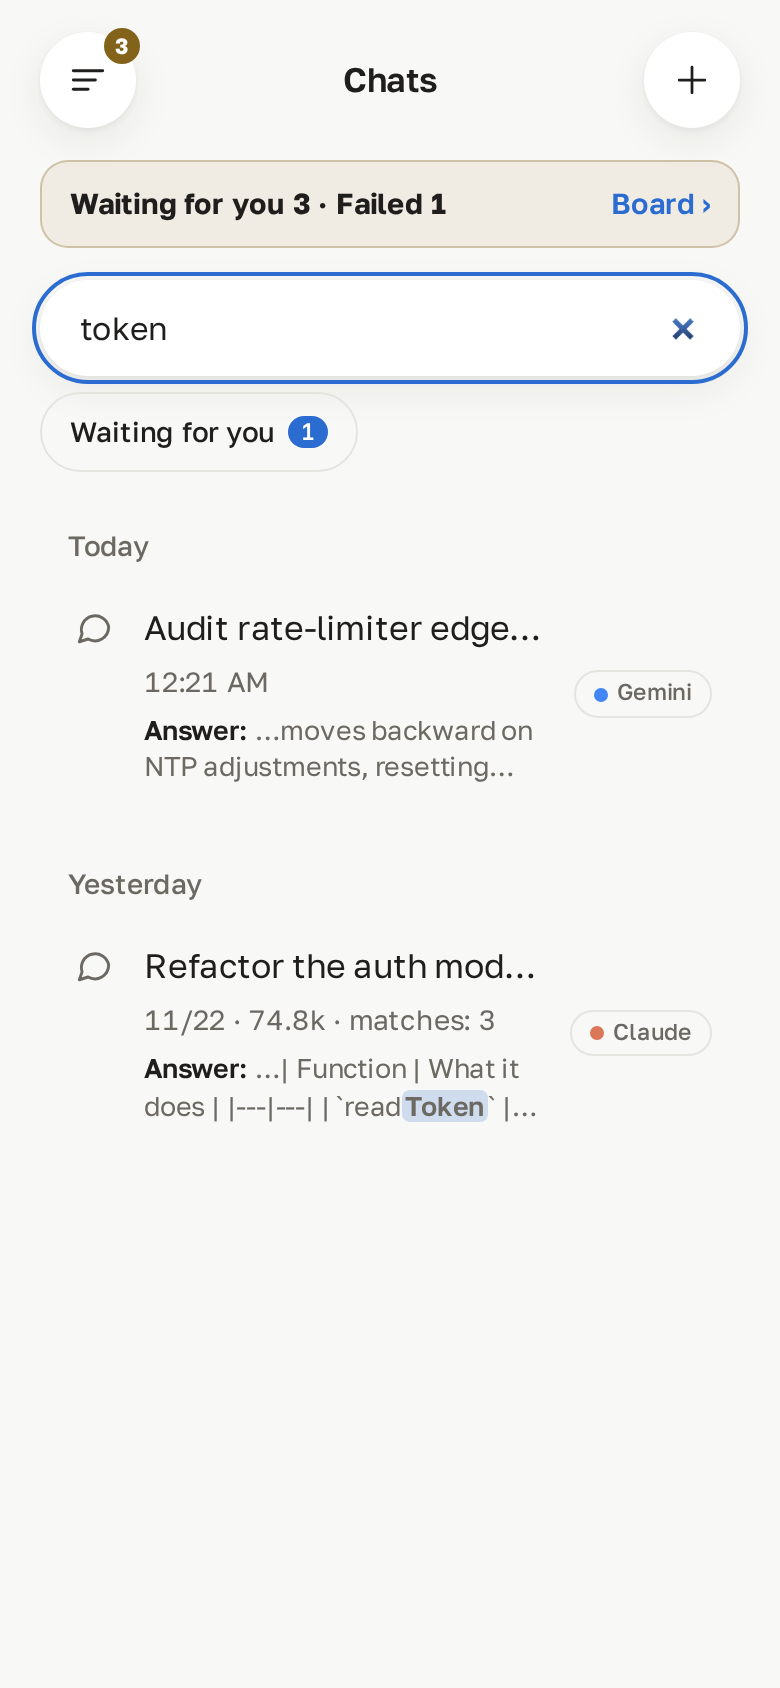 3
Chats
Waiting for you 3 · Failed 1
Board ›
token
Waiting for you 1
Today
Audit rate-limiter edge…
12:21 AM
Gemini
Answer: …moves backward on
NTP adjustments, resetting…
Yesterday
Refactor the auth mod…
11/22 · 74.8k · matches: 3
Claude
Answer: …| Function | What it
does | |---|---| | `readToken` |…